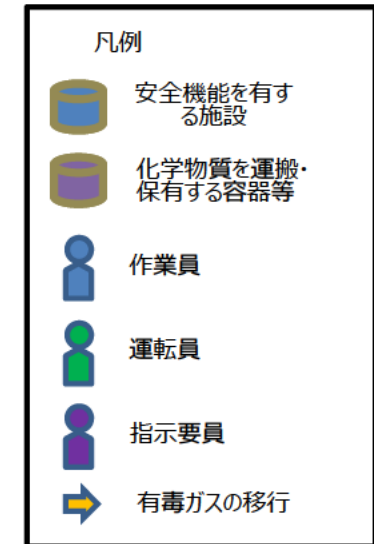 凡例
安全機能を有す
る施設
化学物質を運搬・
保有する容器等
作業員
運転員
指示要員
有毒ガスの移行